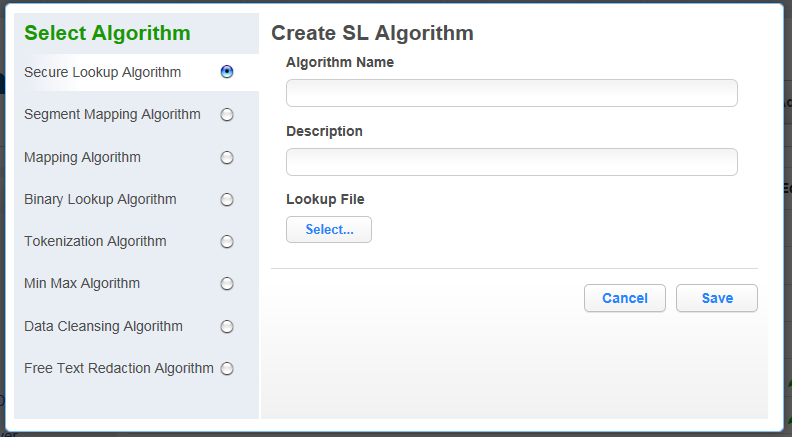 Select Algorithm
Secure Lookup Algorithm
Segment Mapping Algorithm
Mapping Algorithm
Binary Lookup Algorithm
Tokenization Algorithm
Min Max Algorithm
Data Cleansing Algorithm
Free Text Redaction Algorithm
Create SL Algorithm
Algorithm Name
Description
Lookup File
Select...
Cancel
Save